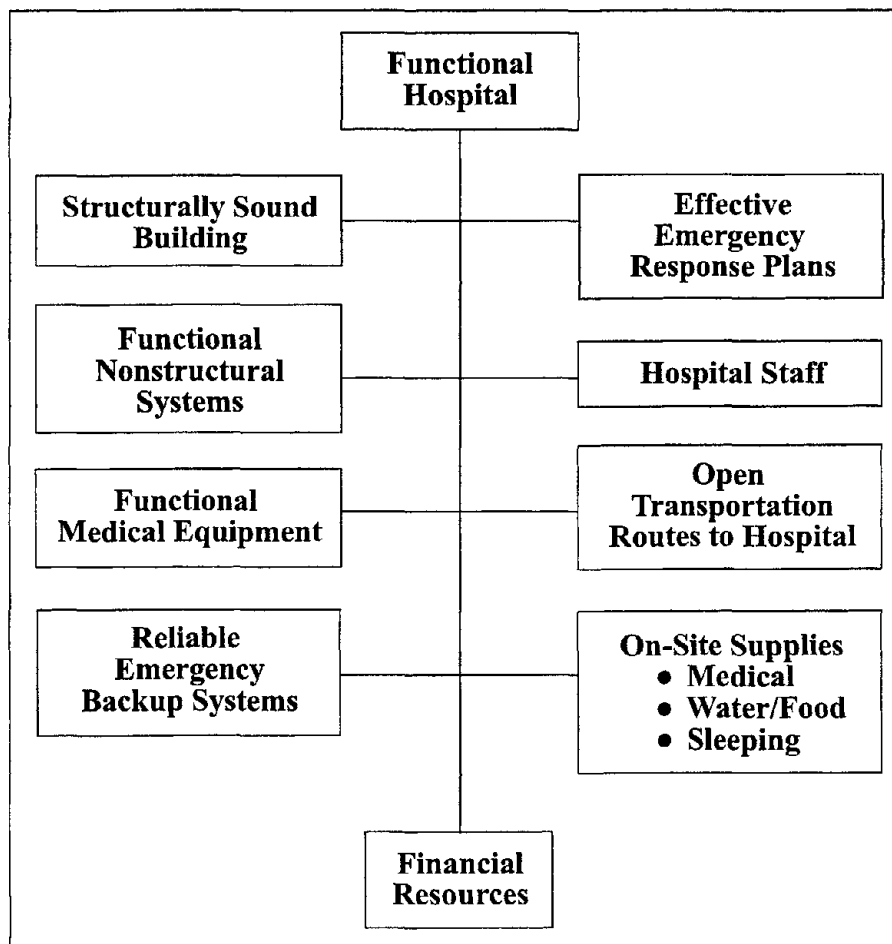 Functional
Hospital
Structurally Sound
Building
Effective
Emergency
Response Plans
Functional
Nonstructural
Systems
Hospital Staff
Functional
Medical Equipment
Open
Transportation
Routes to Hospital
Reliable
Emergency
Backup Systems
On-Site Supplies
● Medical
● Water/Food
● Sleeping
Financial
Resources